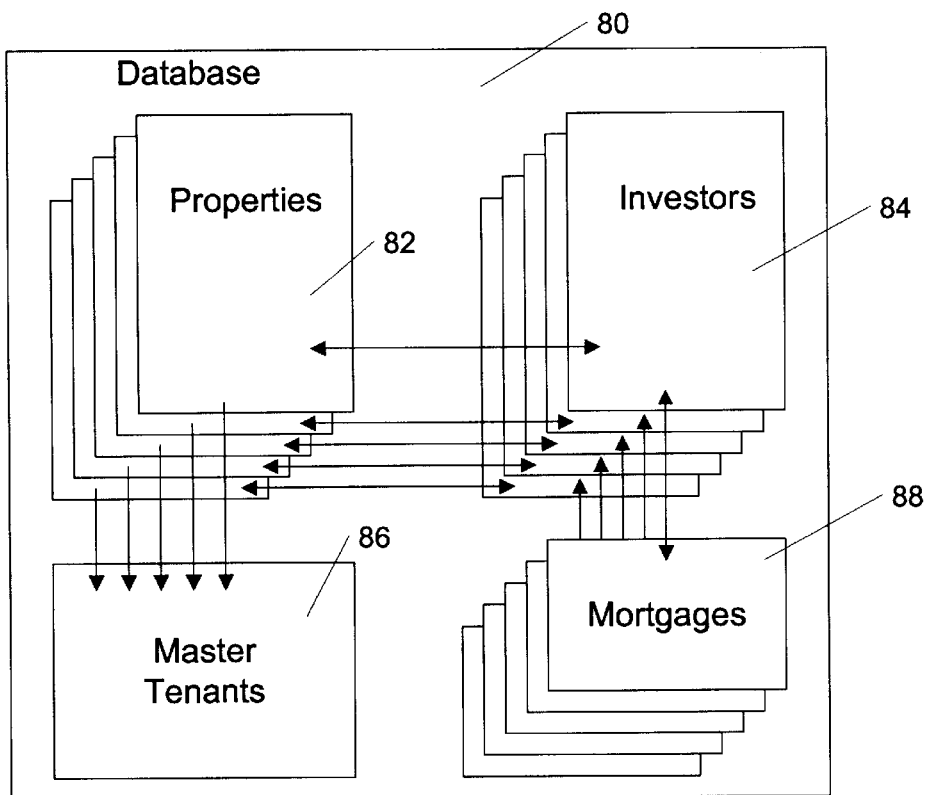 80
Database
Properties
Investors
82
84
86
88
Master
Tenants
Mortgages